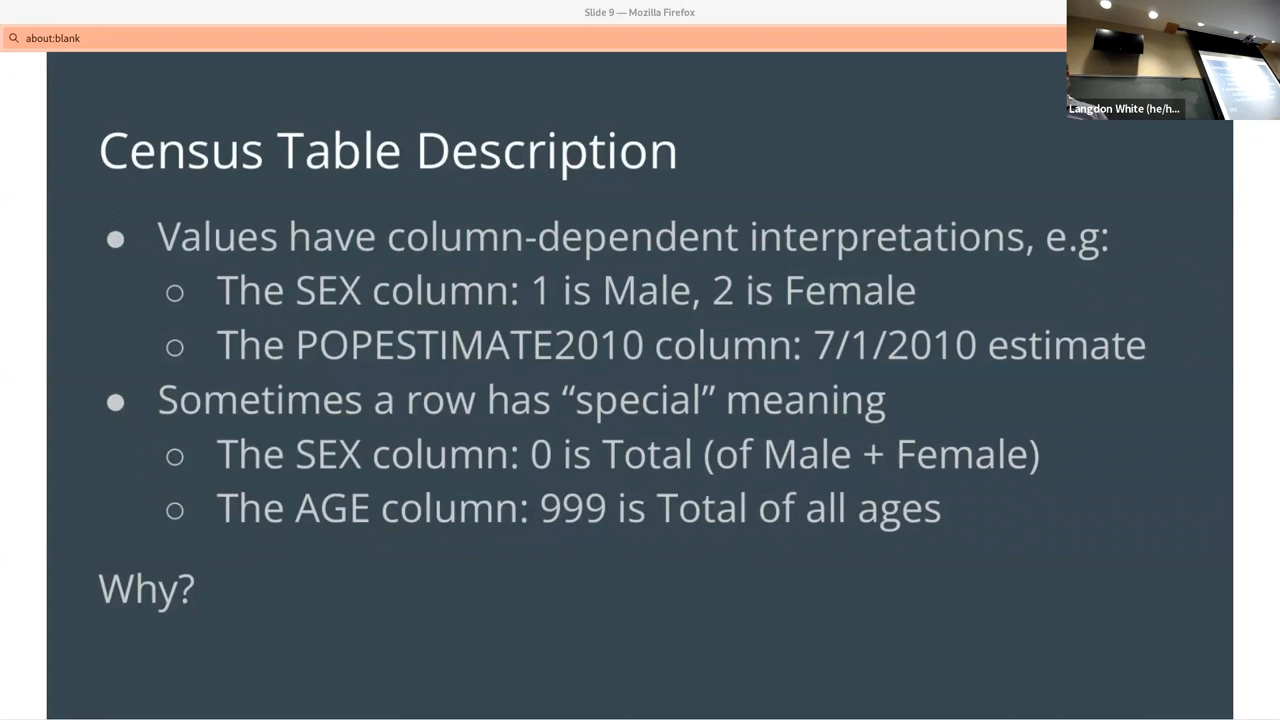 Slide 9 — Mozilla Firefox
about:blank
Langdon White (he/h...
Census Table Description
● Values have column-dependent interpretations, e.g:
○ The SEX column: 1 is Male, 2 is Female
○ The POPESTIMATE2010 column: 7/1/2010 estimate
● Sometimes a row has “special” meaning
○ The SEX column: 0 is Total (of Male + Female)
○ The AGE column: 999 is Total of all ages
Why?